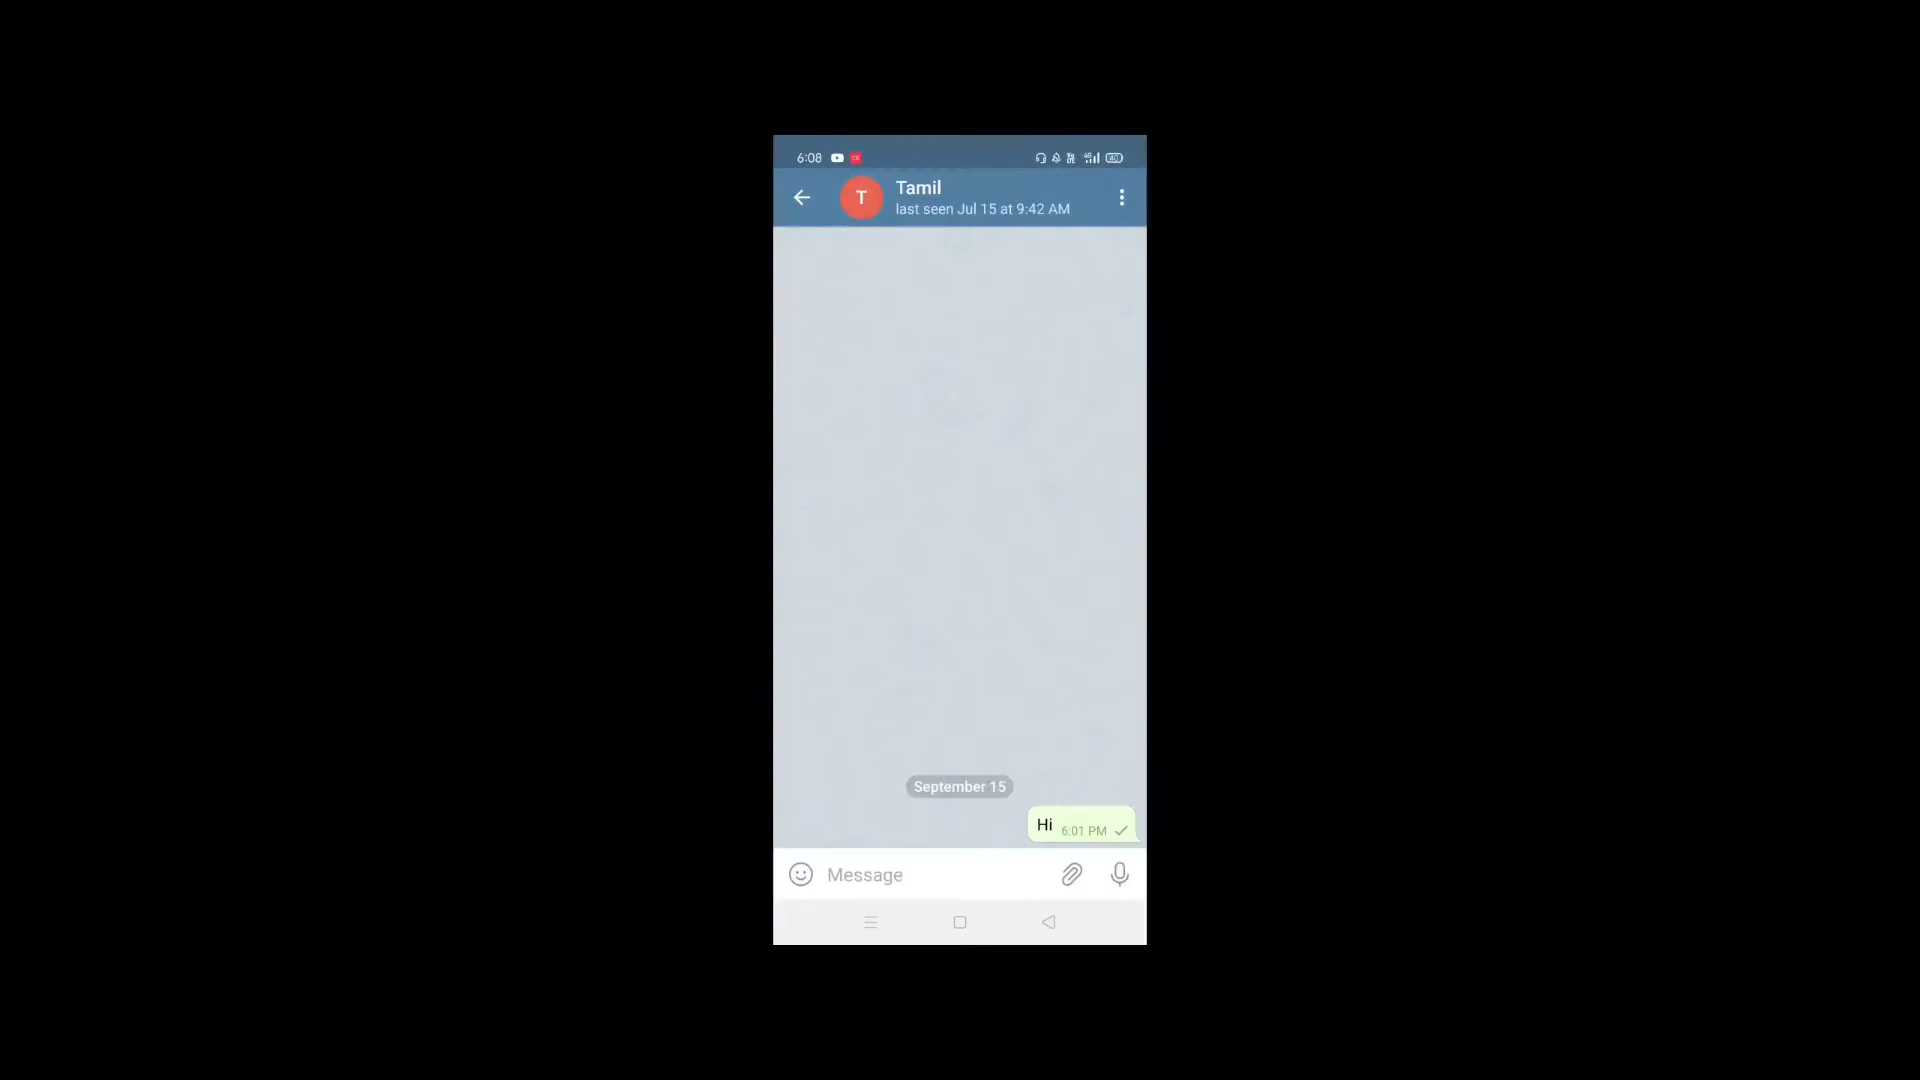 6:08
T
Tamil
last seen Jul 15 at 9:42 AM
September 15
Hi 6:01 PM
Message